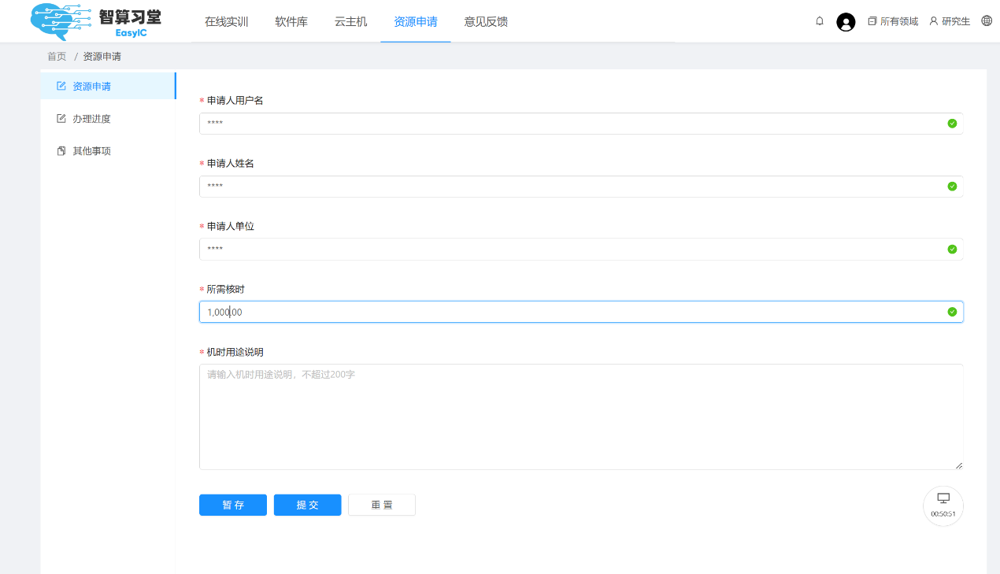 智算习堂
EasyIC
在线实训 软件库 云主机 资源申请 意见反馈 所有领域 研究生
首页 / 资源申请
资源申请
办理进度
其他事项
* 申请人用户名
****
* 申请人姓名
****
* 申请人单位
****
* 所需核时
1,000.00
* 机时用途说明
请输入机时用途说明，不超过200字
暂 存 提 交 重 置
00:50:51